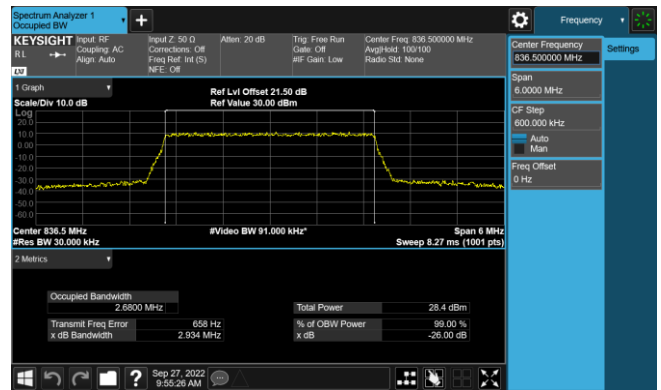 Spectrum Analyzer 1
Occupied BW
Frequency
KEYSIGHT
Input: RF
Coupling: AC
Align: Auto
Input Z: 50 Ω
Corrections: Off
Freq Ref: Int (S)
NFE: Off
Atten: 20 dB
Trig: Free Run
Gate: Off
#IF Gain: Low
Center Freq: 836.500000 MHz
Avg|Hold: 100/100
Radio Std: None
RL
LXI
Center Frequency
836.500000 MHz
Settings
Span
6.0000 MHz
CF Step
600.000 kHz
Auto
Man
Freq Offset
0 Hz
1 Graph
Scale/Div 10.0 dB
Ref Lvl Offset 21.50 dB
Ref Value 30.00 dBm
Log
20.0
10.0
0.00
-10.0
-20.0
-30.0
-40.0
-50.0
-60.0
Center 836.5 MHz
#Video BW 91.000 kHz*
Span 6 MHz
#Res BW 30.000 kHz
Sweep 8.27 ms (1001 pts)
2 Metrics
Occupied Bandwidth
2.6800 MHz
Total Power
28.4 dBm
Transmit Freq Error
658 Hz
% of OBW Power
99.00 %
x dB Bandwidth
2.934 MHz
x dB
-26.00 dB
Sep 27, 2022
9:55:26 AM